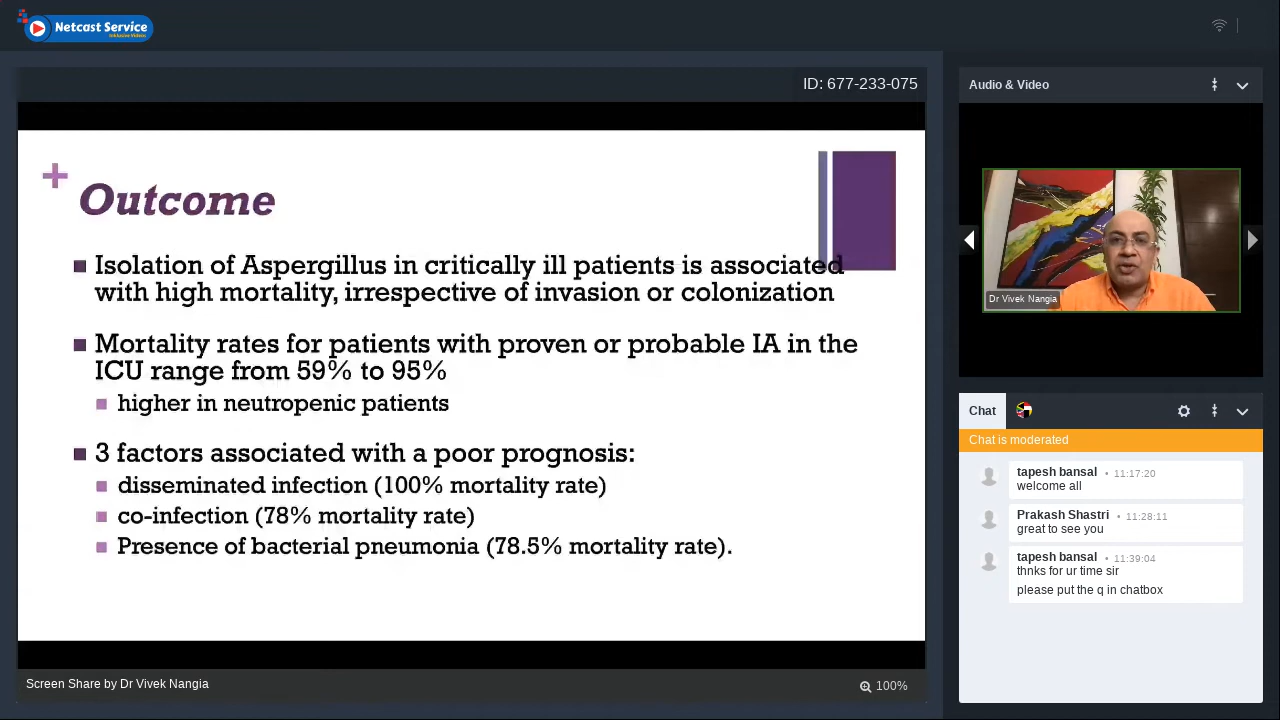 Netcast Service
ID: 677-233-075
Outcome
Isolation of Aspergillus in critically ill patients is associated
with high mortality, irrespective of invasion or colonization
Mortality rates for patients with proven or probable IA in the
ICU range from 59% to 95%
higher in neutropenic patients
3 factors associated with a poor prognosis:
disseminated infection (100% mortality rate)
co-infection (78% mortality rate)
Presence of bacterial pneumonia (78.5% mortality rate).
Screen Share by Dr Vivek Nangia
100%
Audio & Video
Dr Vivek Nangia
Chat
Chat is moderated
tapesh bansal • 11:17:20
welcome all
Prakash Shastri • 11:28:11
great to see you
tapesh bansal • 11:39:04
thnks for ur time sir
please put the q in chatbox